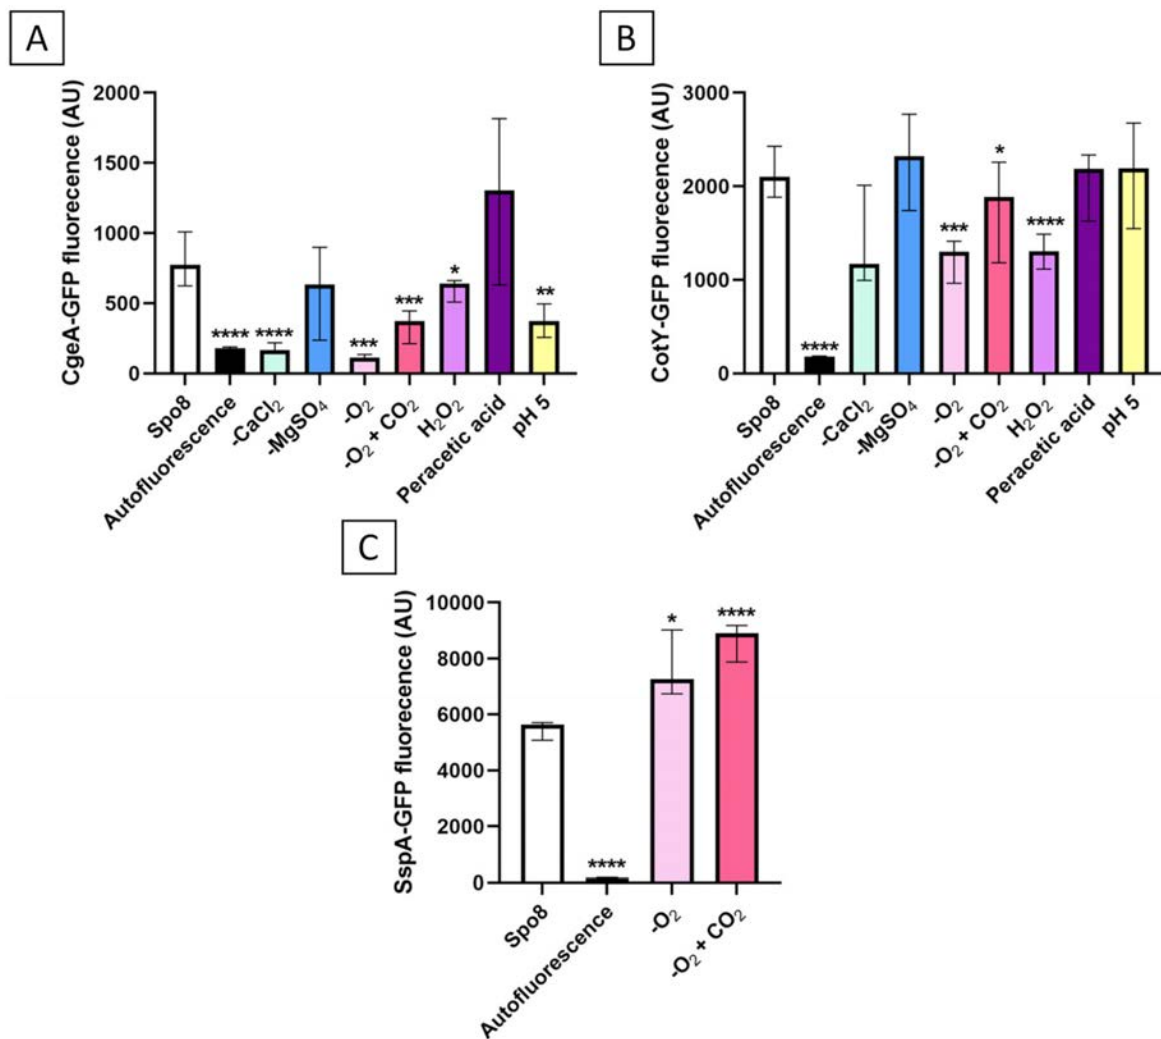 A
CgeA-GFP fluorecence (AU)
2000
1500
1000
500
0
****
****
***
***
*
**
Spo8
Autofluorescence
-CaCl₂
-MgSO₄
-O₂
-O₂ + CO₂
H₂O₂
Peracetic acid
pH 5
B
CotY-GFP fluorecence (AU)
3000
2000
1000
0
****
***
*
****
Spo8
Autofluorescence
-CaCl₂
-MgSO₄
-O₂
-O₂ + CO₂
H₂O₂
Peracetic acid
pH 5
C
SspA-GFP fluorecence (AU)
10000
8000
6000
4000
2000
0
****
*
****
Spo8
Autofluorescence
-O₂
-O₂ + CO₂